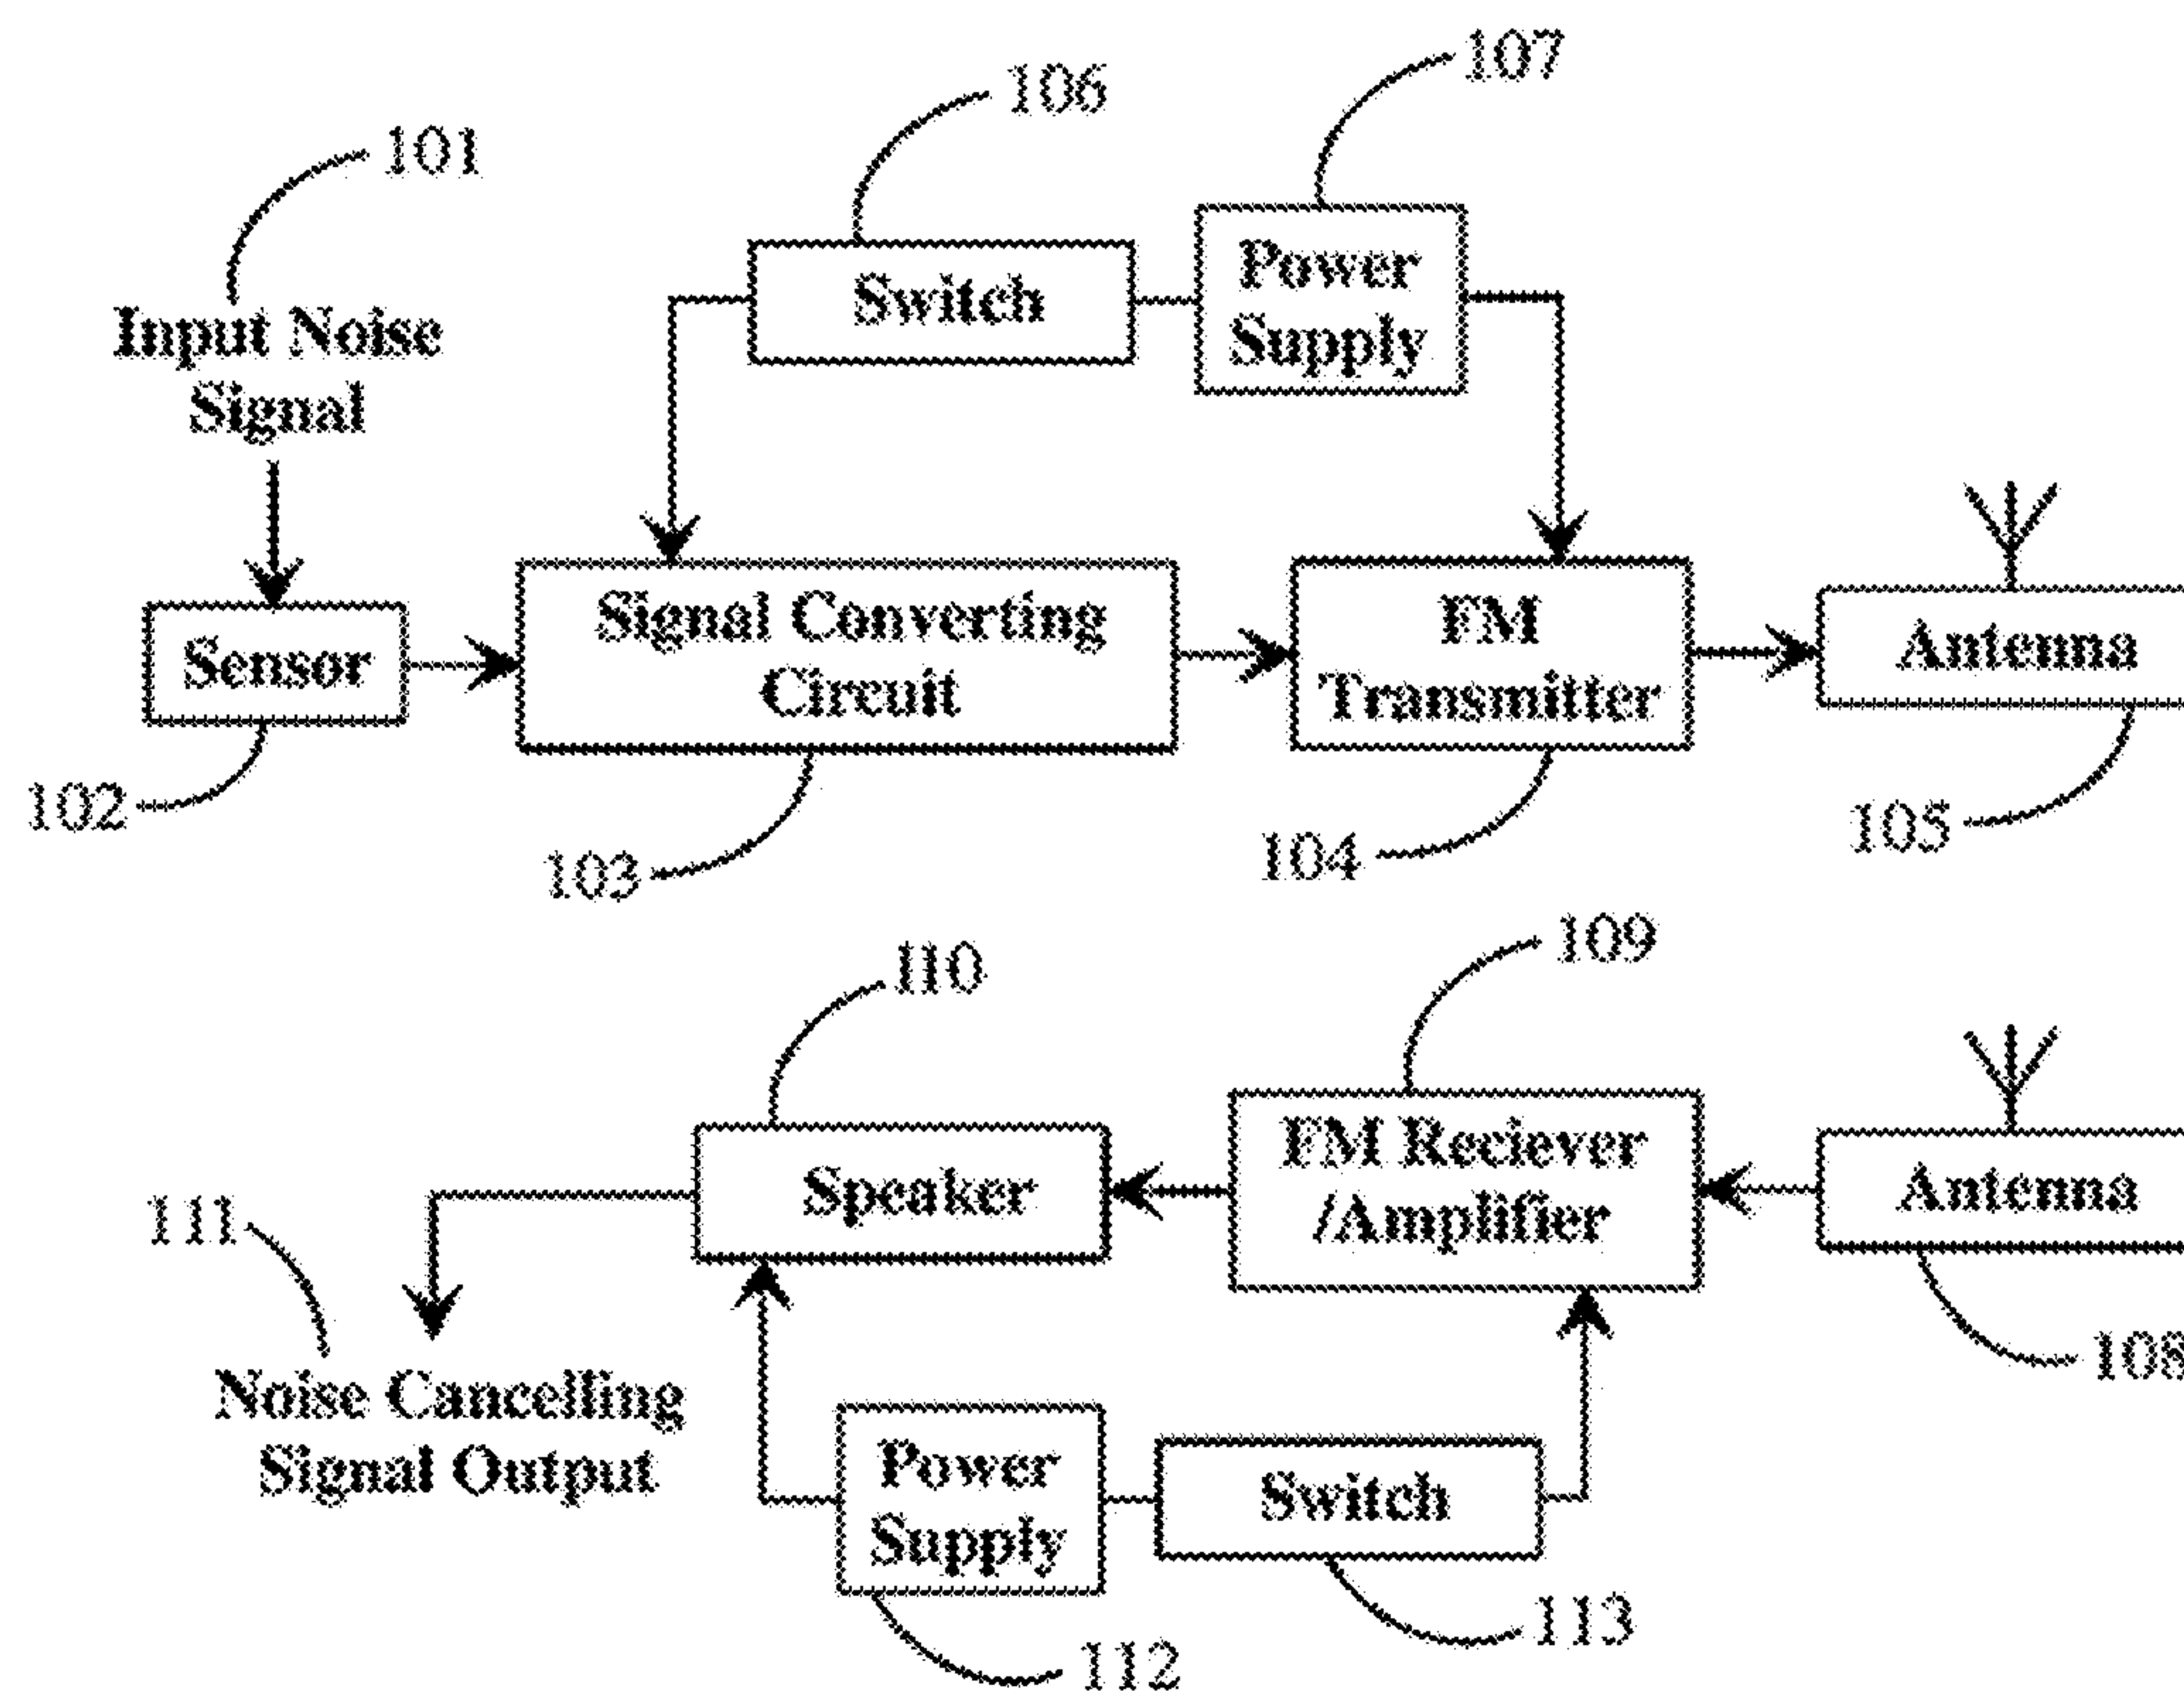 107
106
101
Switch
Power
Supply
Input Noise
Signal
Sensor
Signal Converting
Circuit
FM
Transmitter
Antenna
102
103
104
105
110
109
111
Speaker
FM Reciever
/Amplifier
Antenna
108
Noise Cancelling
Signal Output
Power
Supply
Switch
113
112